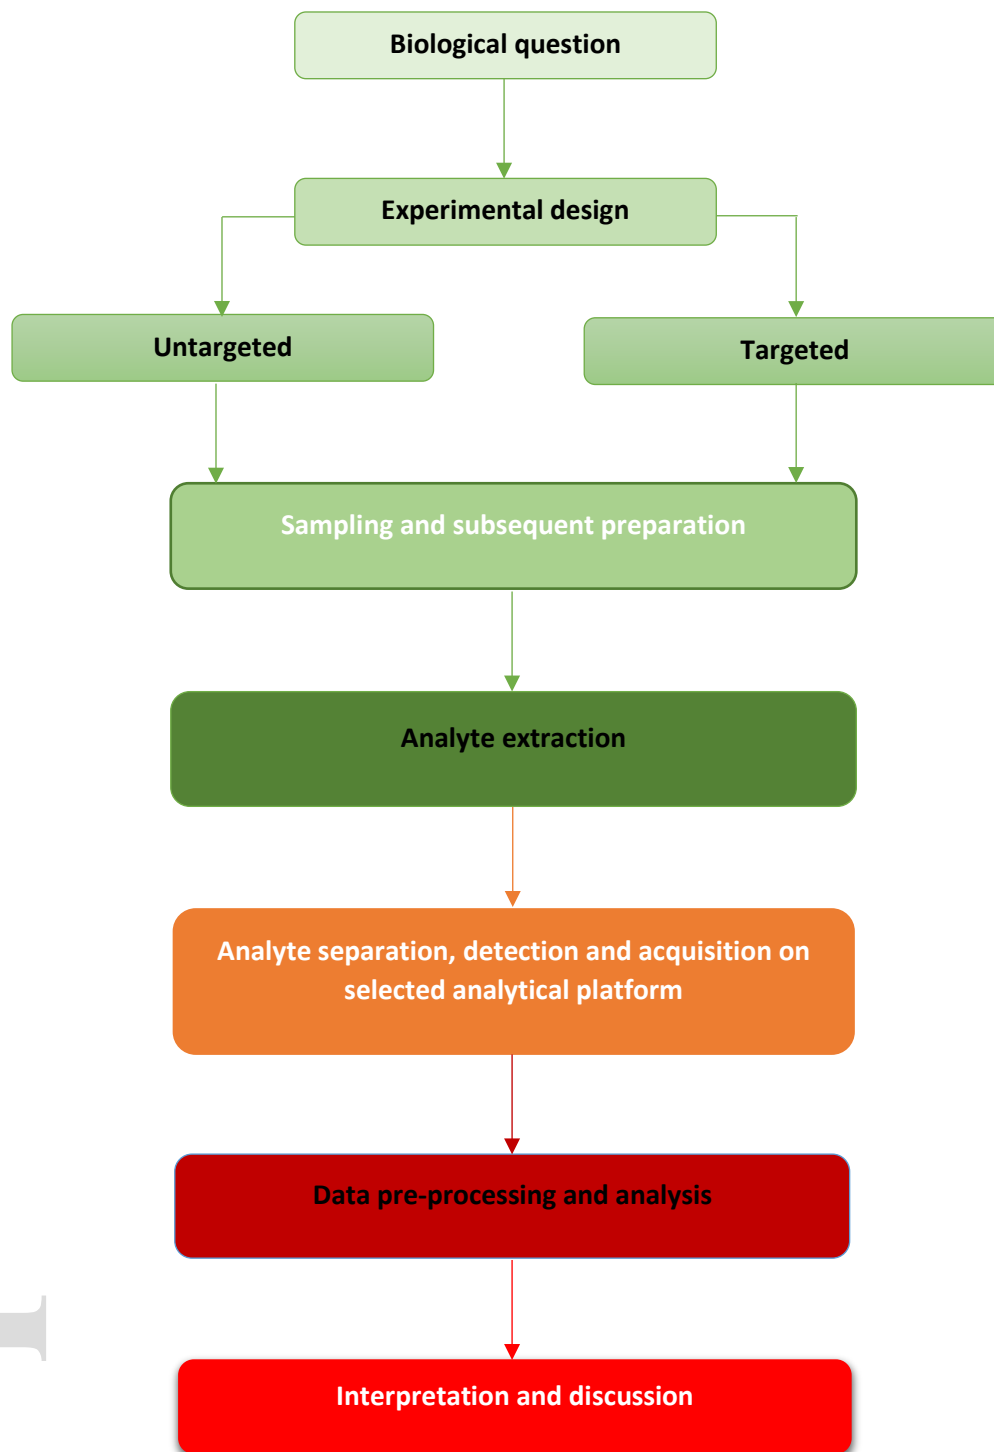 Biological question
Experimental design
Untargeted
Targeted
Sampling and subsequent preparation
Analyte extraction
Analyte separation, detection and acquisition on
selected analytical platform
Data pre-processing and analysis
Interpretation and discussion